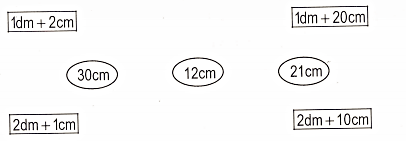 1dm + 2cm
1dm + 20cm
30cm
12cm
21cm
2dm + 1cm
2dm + 10cm